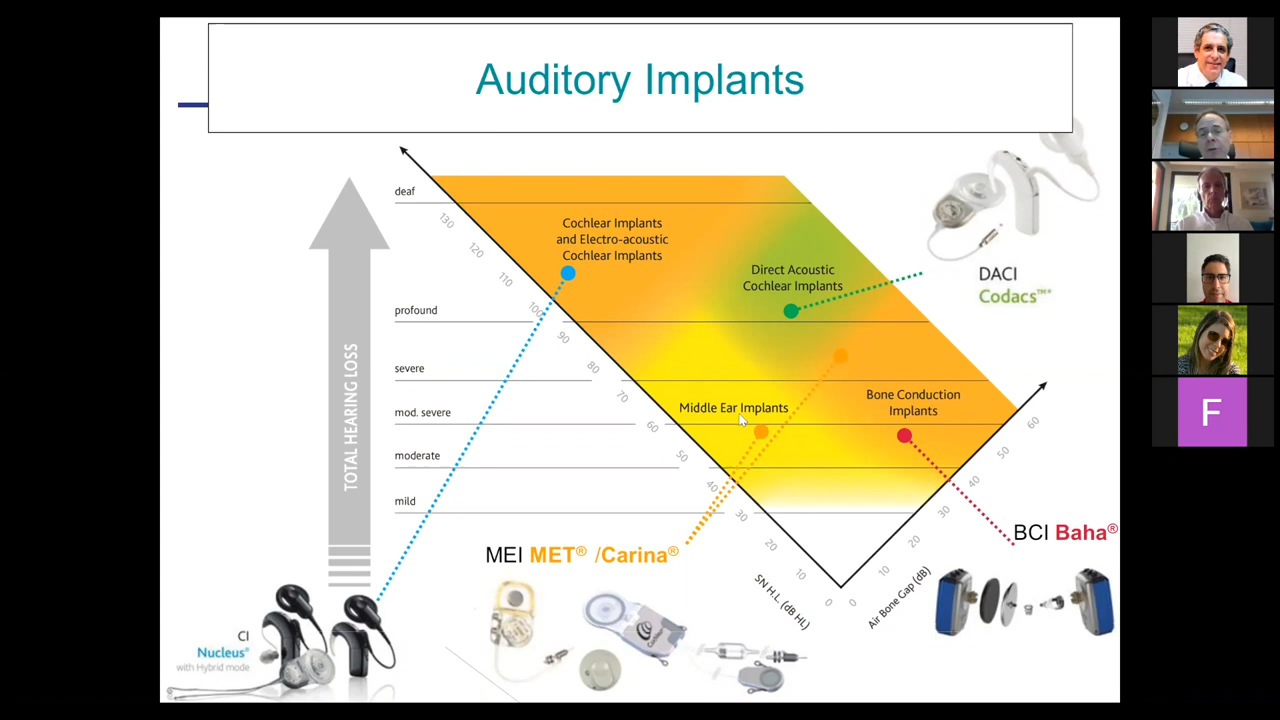 Auditory Implants
deaf
130
120
110
100
90
80
70
60
50
40
30
20
10
0
Cochlear Implants
and Electro-acoustic
Cochlear Implants
Direct Acoustic
Cochlear Implants
DACI
Codacs™*
profound
severe
mod. severe
moderate
mild
TOTAL HEARING LOSS
Middle Ear Implants
Bone Conduction
Implants
60
50
40
30
20
10
0
SN H.L. (dB HL)
Air Bone Gap (dB)
MEI MET® /Carina®
BCI Baha®
CI
Nucleus®
with Hybrid mode
F